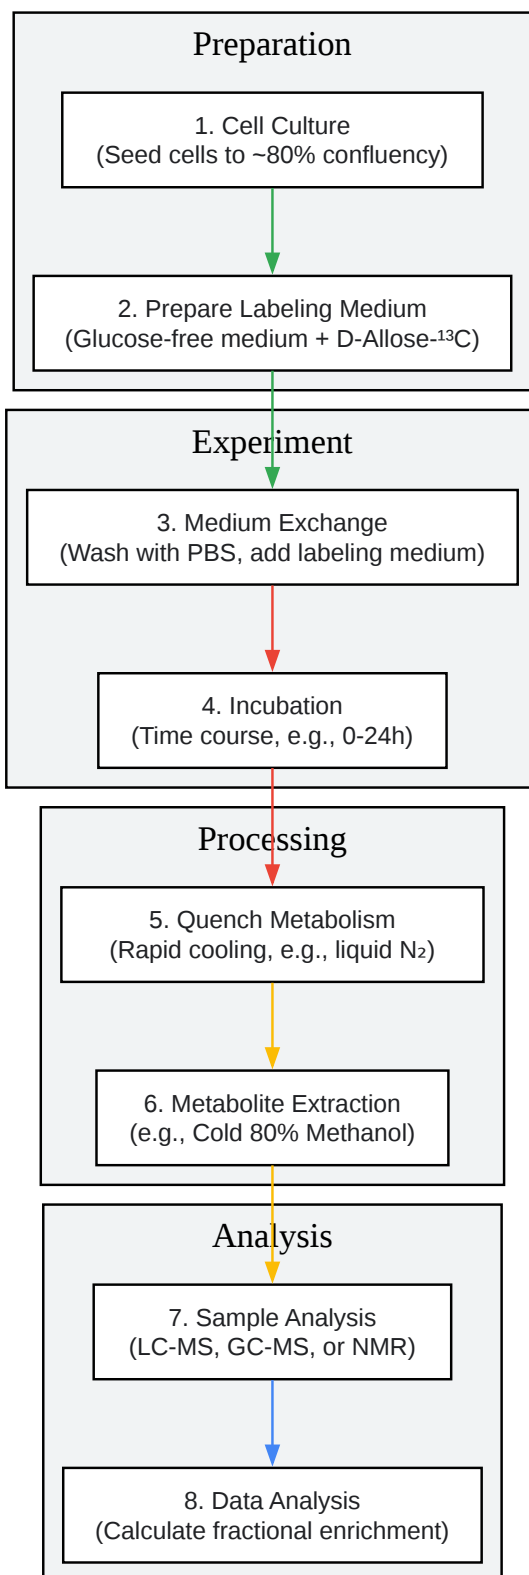 Preparation
1. Cell Culture
(Seed cells to ~80% confluency)
2. Prepare Labeling Medium
(Glucose-free medium + D-Allose-¹³C)
Experiment
3. Medium Exchange
(Wash with PBS, add labeling medium)
4. Incubation
(Time course, e.g., 0-24h)
Processing
5. Quench Metabolism
(Rapid cooling, e.g., liquid N₂)
6. Metabolite Extraction
(e.g., Cold 80% Methanol)
Analysis
7. Sample Analysis
(LC-MS, GC-MS, or NMR)
8. Data Analysis
(Calculate fractional enrichment)